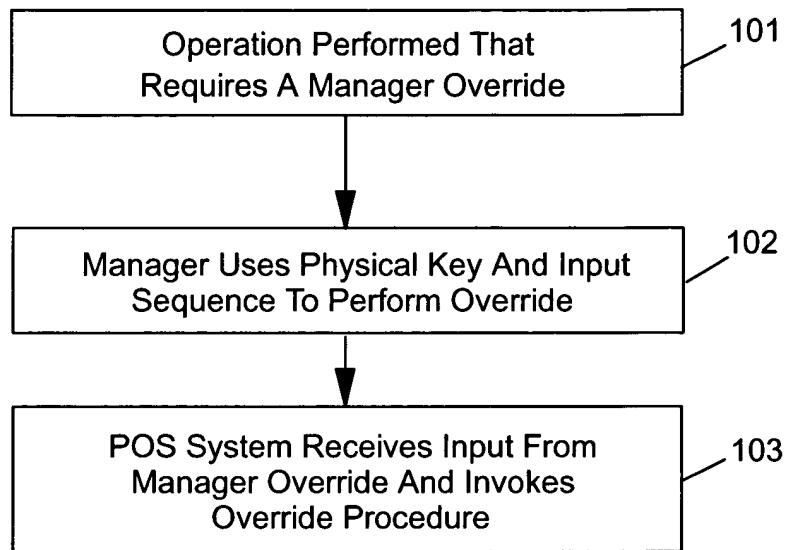 Operation Performed That
Requires A Manager Override
101
Manager Uses Physical Key And Input
Sequence To Perform Override
102
POS System Receives Input From
Manager Override And Invokes
Override Procedure
103